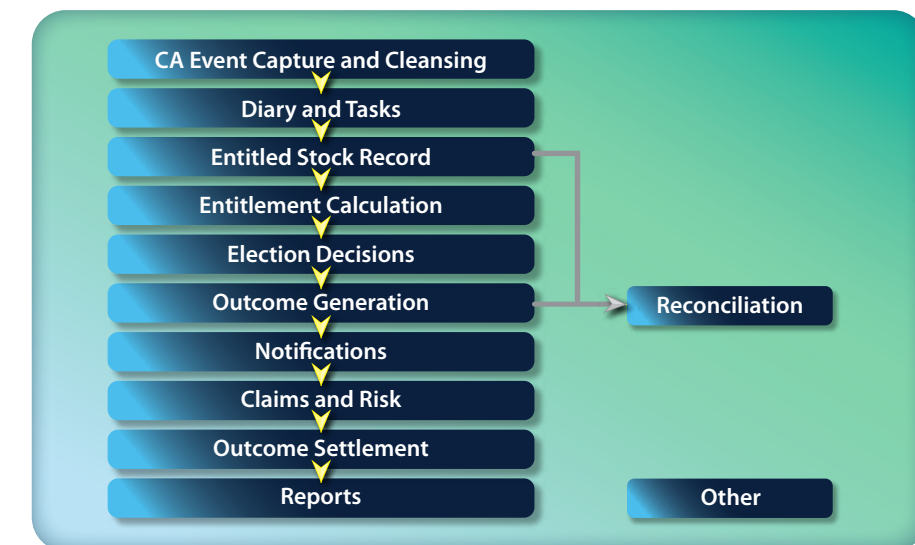 CA Event Capture and Cleansing
Diary and Tasks
Entitled Stock Record
Entitlement Calculation
Election Decisions
Outcome Generation
Reconciliation
Notifications
Claims and Risk
Outcome Settlement
Reports
Other